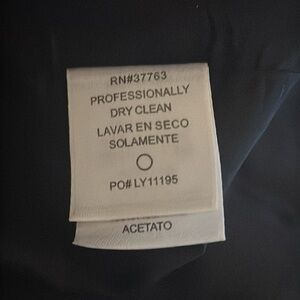 RN#37763
PROFESSIONALLY
DRY CLEAN
LAVAR EN SECO
SOLAMENTE
PO# LY11195
ACETATO